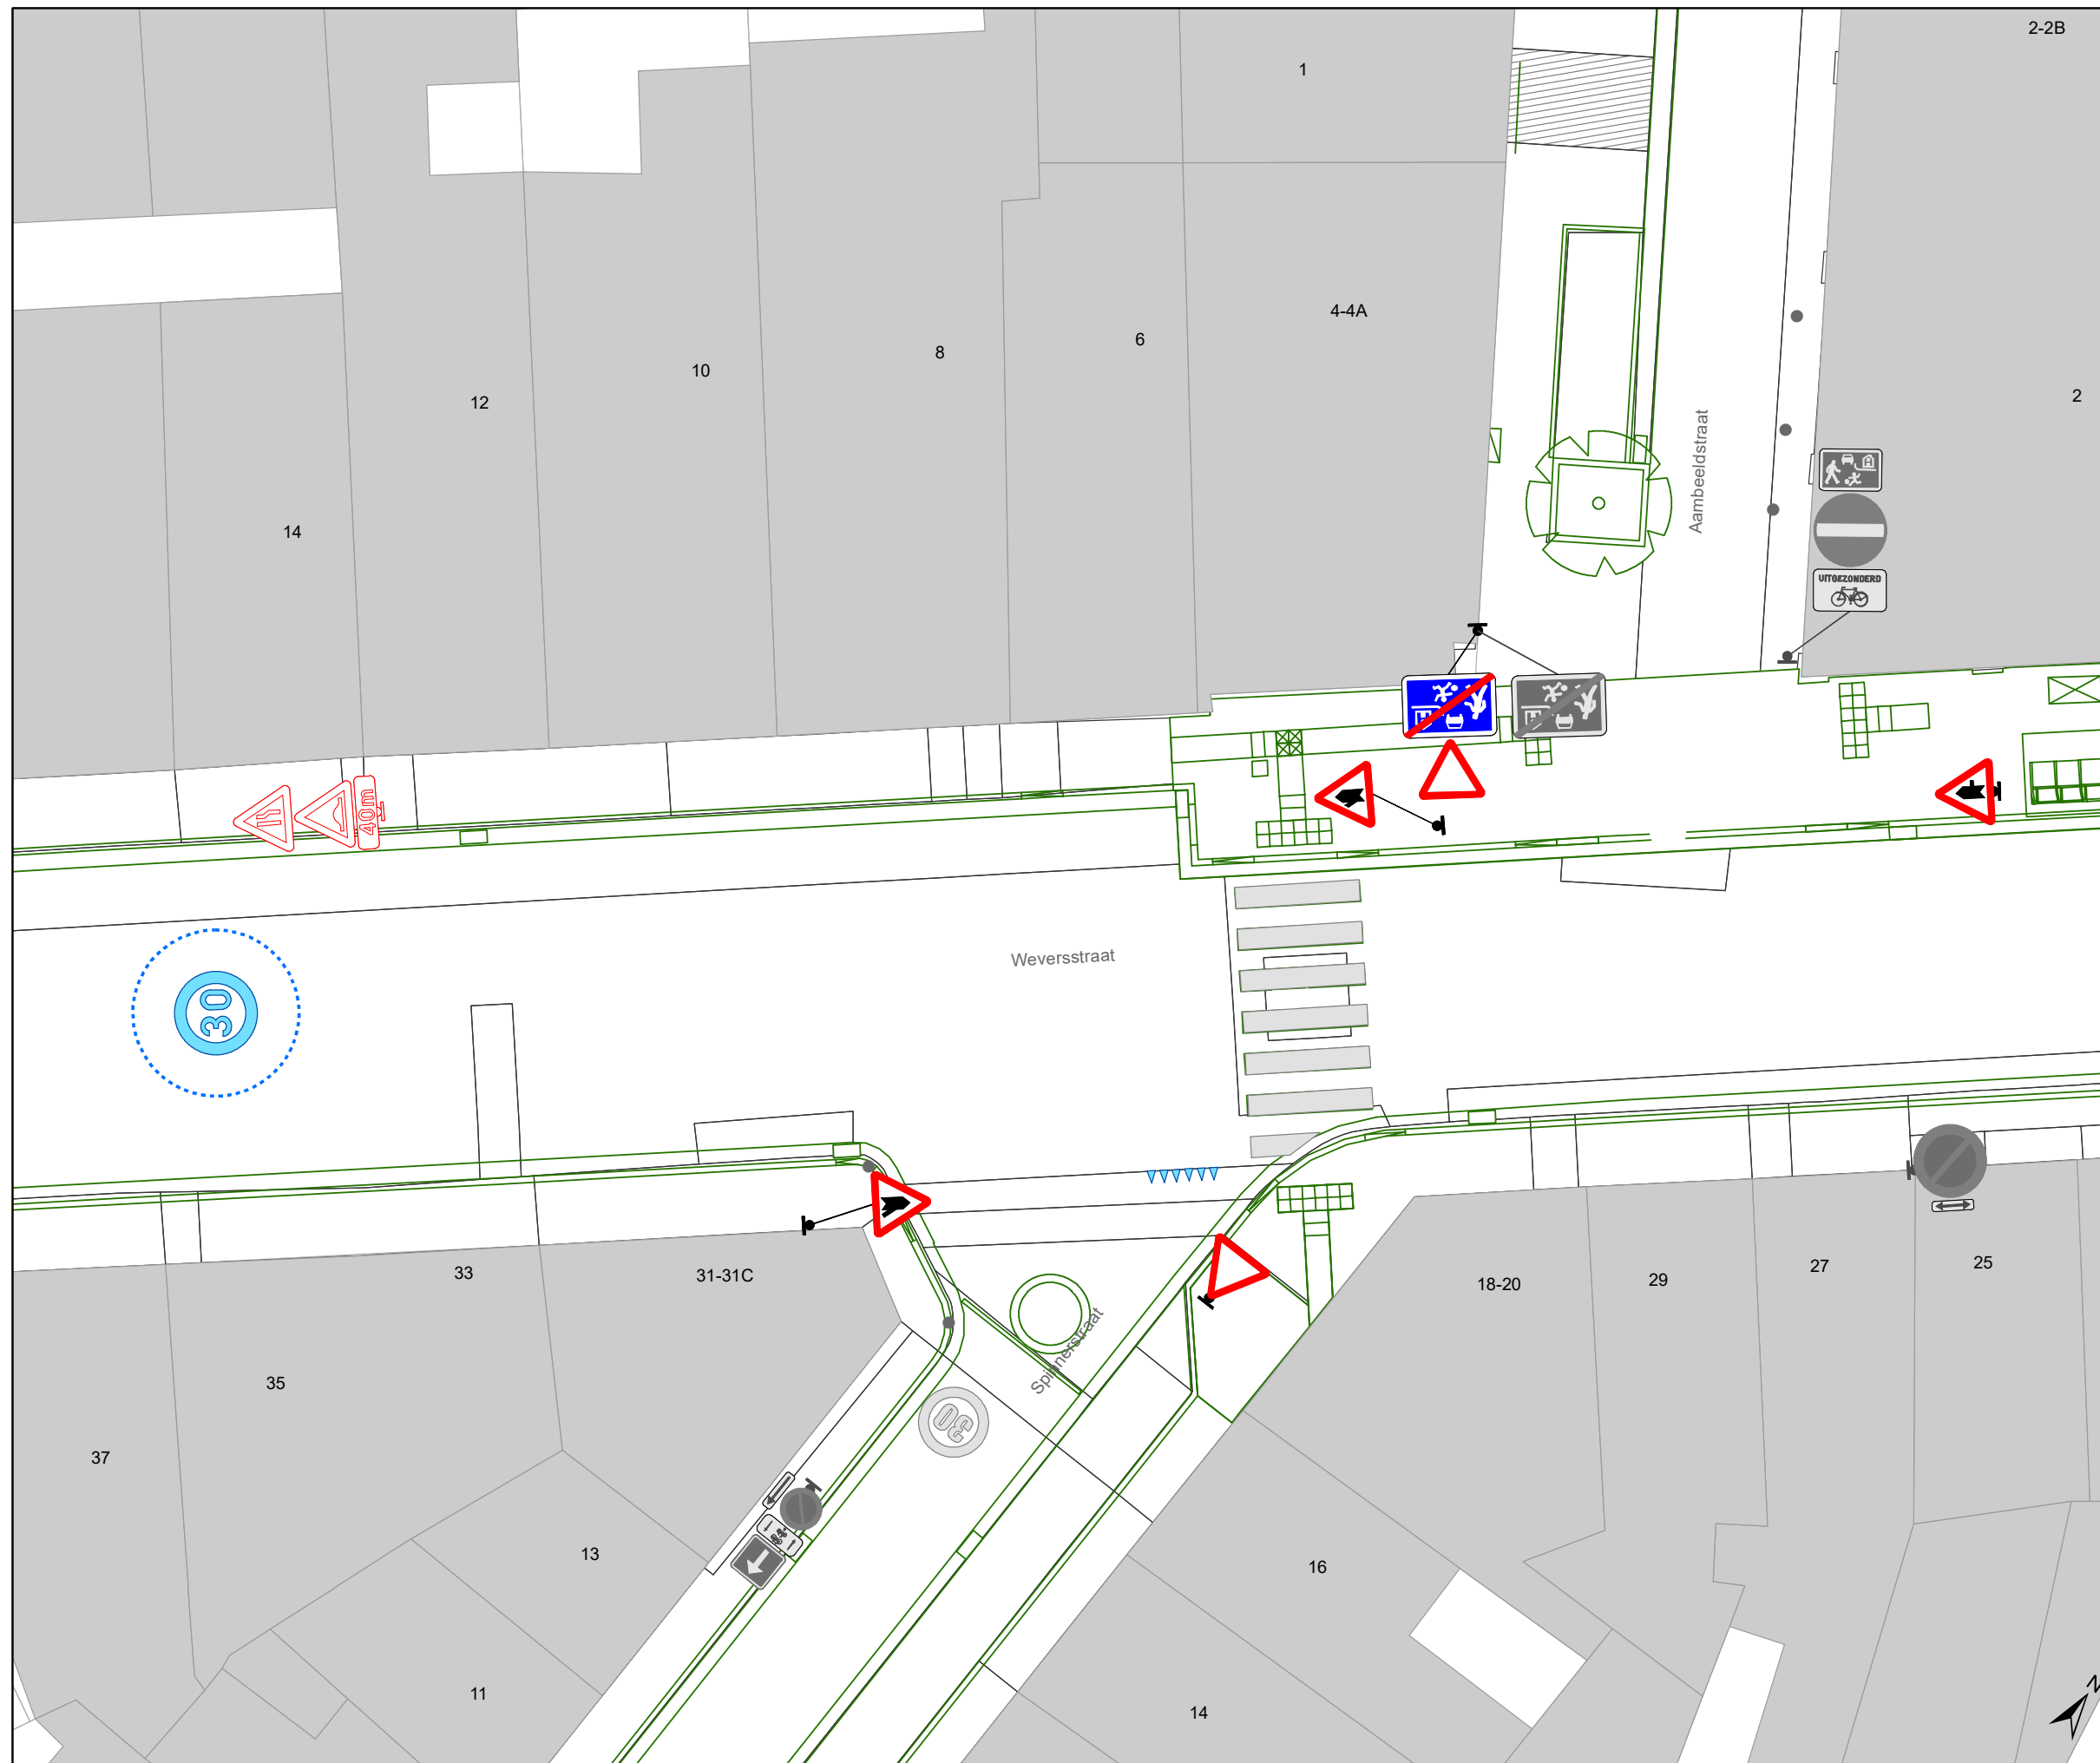 2-2B
1
4-4A
6
8
10
12
14
2
Aambeeldstraat
UITGEZONDERD
40m
Weversstraat
30
33
31-31C
18-20
29
27
25
35
37
Spinnerstraat
30
13
16
11
14
N